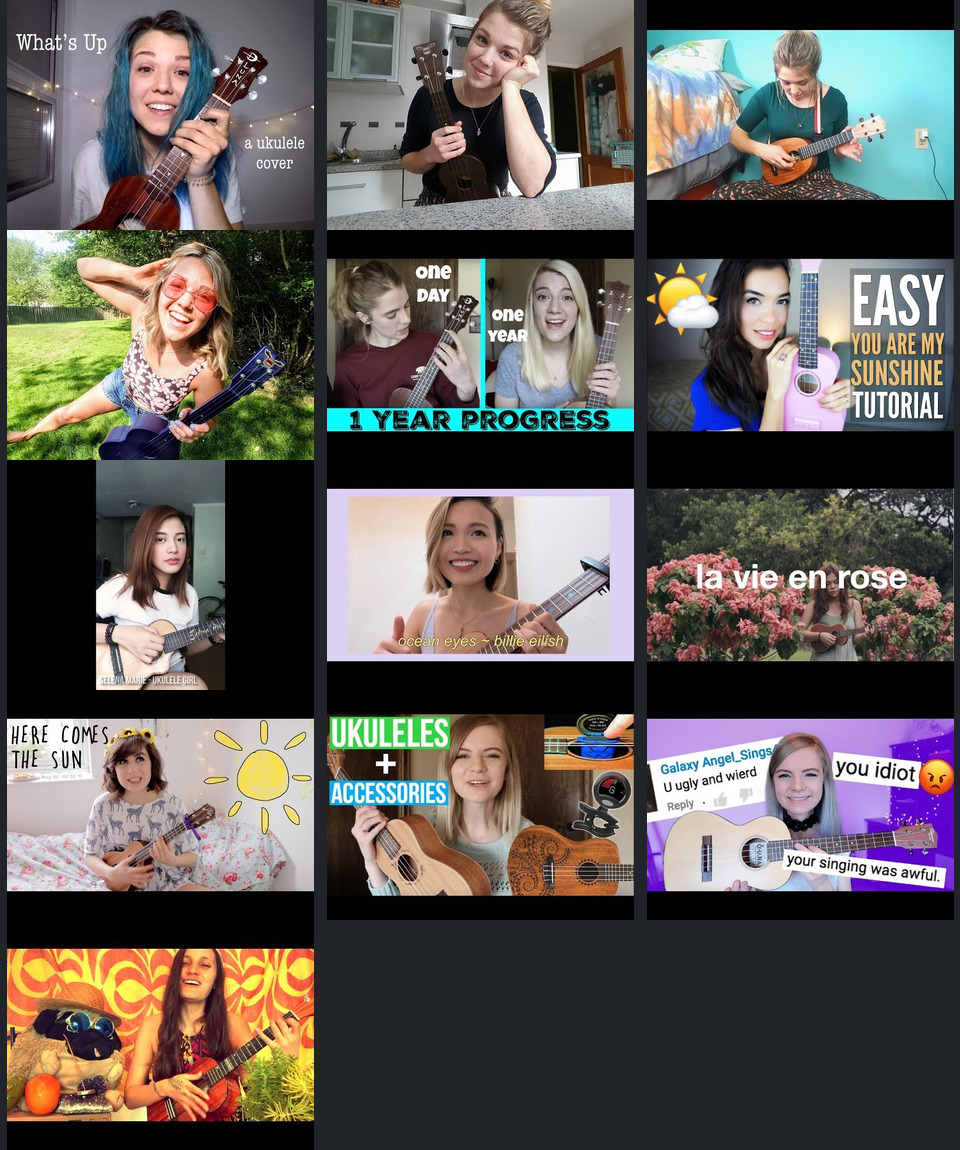 What's Up
LUNA
a ukulele
cover
one
DAY
one
YEAR
1 YEAR PROGRESS
EASY
YOU ARE MY
SUNSHINE
TUTORIAL
SELENA MARIE - UKULELE GIRL
ocean eyes ~ billie eilish
la vie en rose
HERE COMES
THE SUN
UKULELES
+
ACCESSORIES
G
Galaxy Angel_Sings
U ugly and wierd
Reply
you idiot
OHANA
your singing was awful.